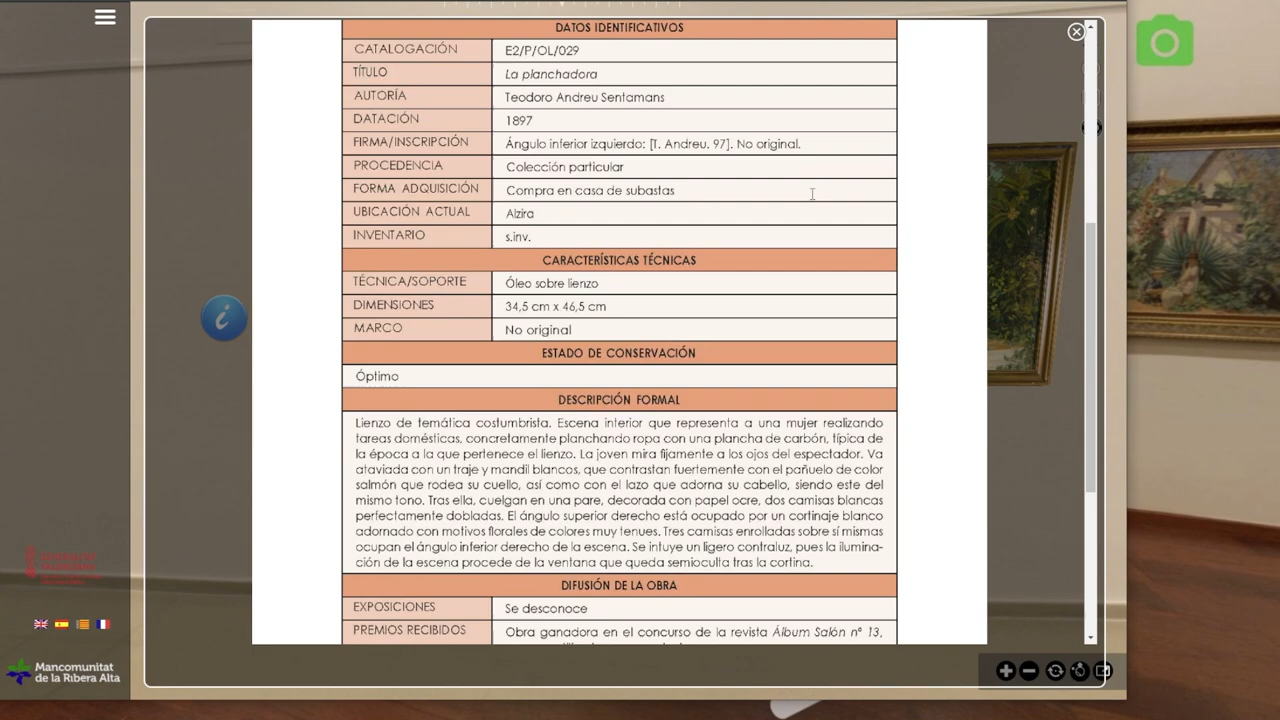 DATOS IDENTIFICATIVOS
CATALOGACIÓN E2/P/OL/029
TÍTULO La planchadora
AUTORÍA Teodoro Andreu Sentamans
DATACIÓN 1897
FIRMA/INSCRIPCIÓN Ángulo inferior izquierdo: [T. Andreu. 97]. No original.
PROCEDENCIA Colección particular
FORMA ADQUISICIÓN Compra en casa de subastas
UBICACIÓN ACTUAL Alzira
INVENTARIO s.inv.
CARACTERÍSTICAS TÉCNICAS
TÉCNICA/SOPORTE Óleo sobre lienzo
DIMENSIONES 34,5 cm x 46,5 cm
MARCO No original
ESTADO DE CONSERVACIÓN
Óptimo
DESCRIPCIÓN FORMAL
Lienzo de temática costumbrista. Escena interior que representa a una mujer realizando
tareas domésticas, concretamente planchando ropa con una plancha de carbón, típica de
la época a la que pertenece el lienzo. La joven mira fijamente a los ojos del espectador. Va
ataviada con un traje y mandil blancos, que contrastan fuertemente con el pañuelo de color
salmón que rodea su cuello, así como con el lazo que adorna su cabello, siendo este del
mismo tono. Tras ella, cuelgan en una pare, decorada con papel ocre, dos camisas blancas
perfectamente dobladas. El ángulo superior derecho está ocupado por un cortinaje blanco
adornado con motivos florales de colores muy tenues. Tres camisas enrolladas sobre sí mismas
ocupan el ángulo inferior derecho de la escena. Se intuye un ligero contraluz, pues la ilumina-
ción de la escena procede de la ventana que queda semioculta tras la cortina.
DIFUSIÓN DE LA OBRA
EXPOSICIONES Se desconoce
PREMIOS RECIBIDOS Obra ganadora en el concurso de la revista Álbum Salón nº 13,
Mancomunitat
de la Ribera Alta